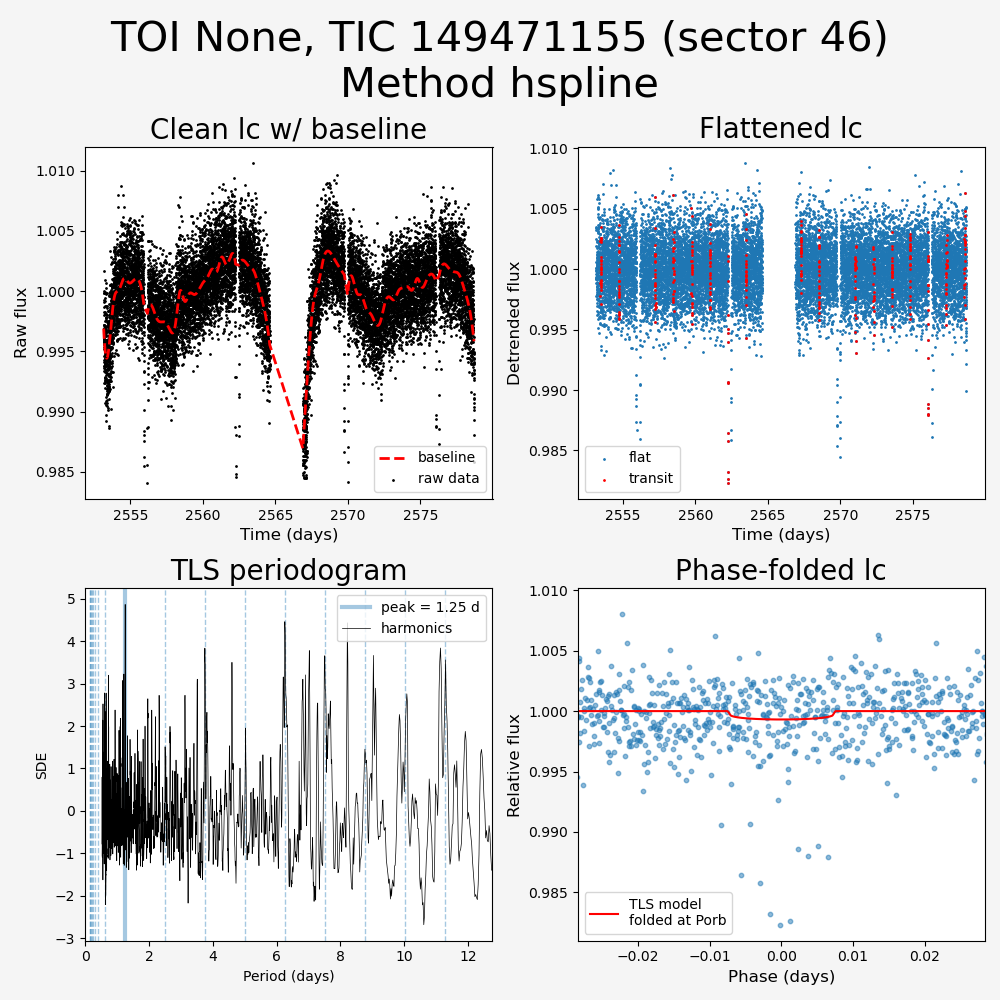 TOI None, TIC 149471155 (sector 46)
Method hspline
Clean lc w/ baseline
1.010
1.005
1.000
0.995
0.990
0.985
Raw flux
baseline
raw data
2555
2560
2565
2570
2575
Time (days)
Flattened lc
1.010
1.005
1.000
0.995
0.990
0.985
Detrended flux
flat
transit
2555
2560
2565
2570
2575
Time (days)
TLS periodogram
5
4
3
2
1
0
−1
−2
−3
SDE
peak = 1.25 d
harmonics
0
2
4
6
8
10
12
Period (days)
Phase-folded lc
1.010
1.005
1.000
0.995
0.990
0.985
Relative flux
TLS model
folded at Porb
−0.02
−0.01
0.00
0.01
0.02
Phase (days)